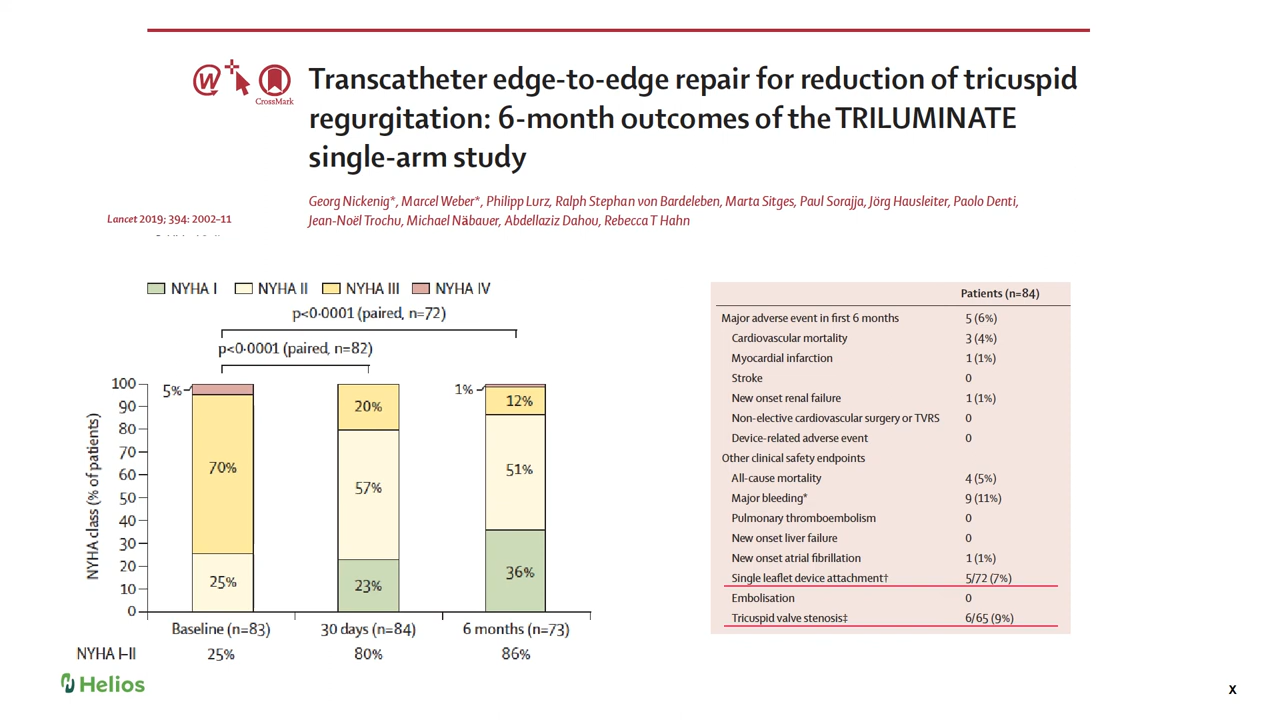 CrossMark
Transcatheter edge-to-edge repair for reduction of tricuspid
regurgitation: 6-month outcomes of the TRILUMINATE
single-arm study
Georg Nickenig*, Marcel Weber*, Philipp Lurz, Ralph Stephan von Bardeleben, Marta Sitges, Paul Sorajja, Jörg Hausleiter, Paolo Denti,
Jean-Noël Trochu, Michael Näbauer, Abdellaziz Dahou, Rebecca T Hahn
Lancet 2019; 394: 2002–11
NYHA I NYHA II NYHA III NYHA IV
p<0·0001 (paired, n=72)
p<0·0001 (paired, n=82)
NYHA class (% of patients)
100
90
80
70
60
50
40
30
20
10
0
5%
70%
25%
20%
57%
23%
1%
12%
51%
36%
Baseline (n=83) 30 days (n=84) 6 months (n=73)
NYHA I–II 25% 80% 86%
Patients (n=84)
Major adverse event in first 6 months 5 (6%)
Cardiovascular mortality 3 (4%)
Myocardial infarction 1 (1%)
Stroke 0
New onset renal failure 1 (1%)
Non-elective cardiovascular surgery or TVRS 0
Device-related adverse event 0
Other clinical safety endpoints
All-cause mortality 4 (5%)
Major bleeding* 9 (11%)
Pulmonary thromboembolism 0
New onset liver failure 0
New onset atrial fibrillation 1 (1%)
Single leaflet device attachment† 5/72 (7%)
Embolisation 0
Tricuspid valve stenosis‡ 6/65 (9%)
Helios
X